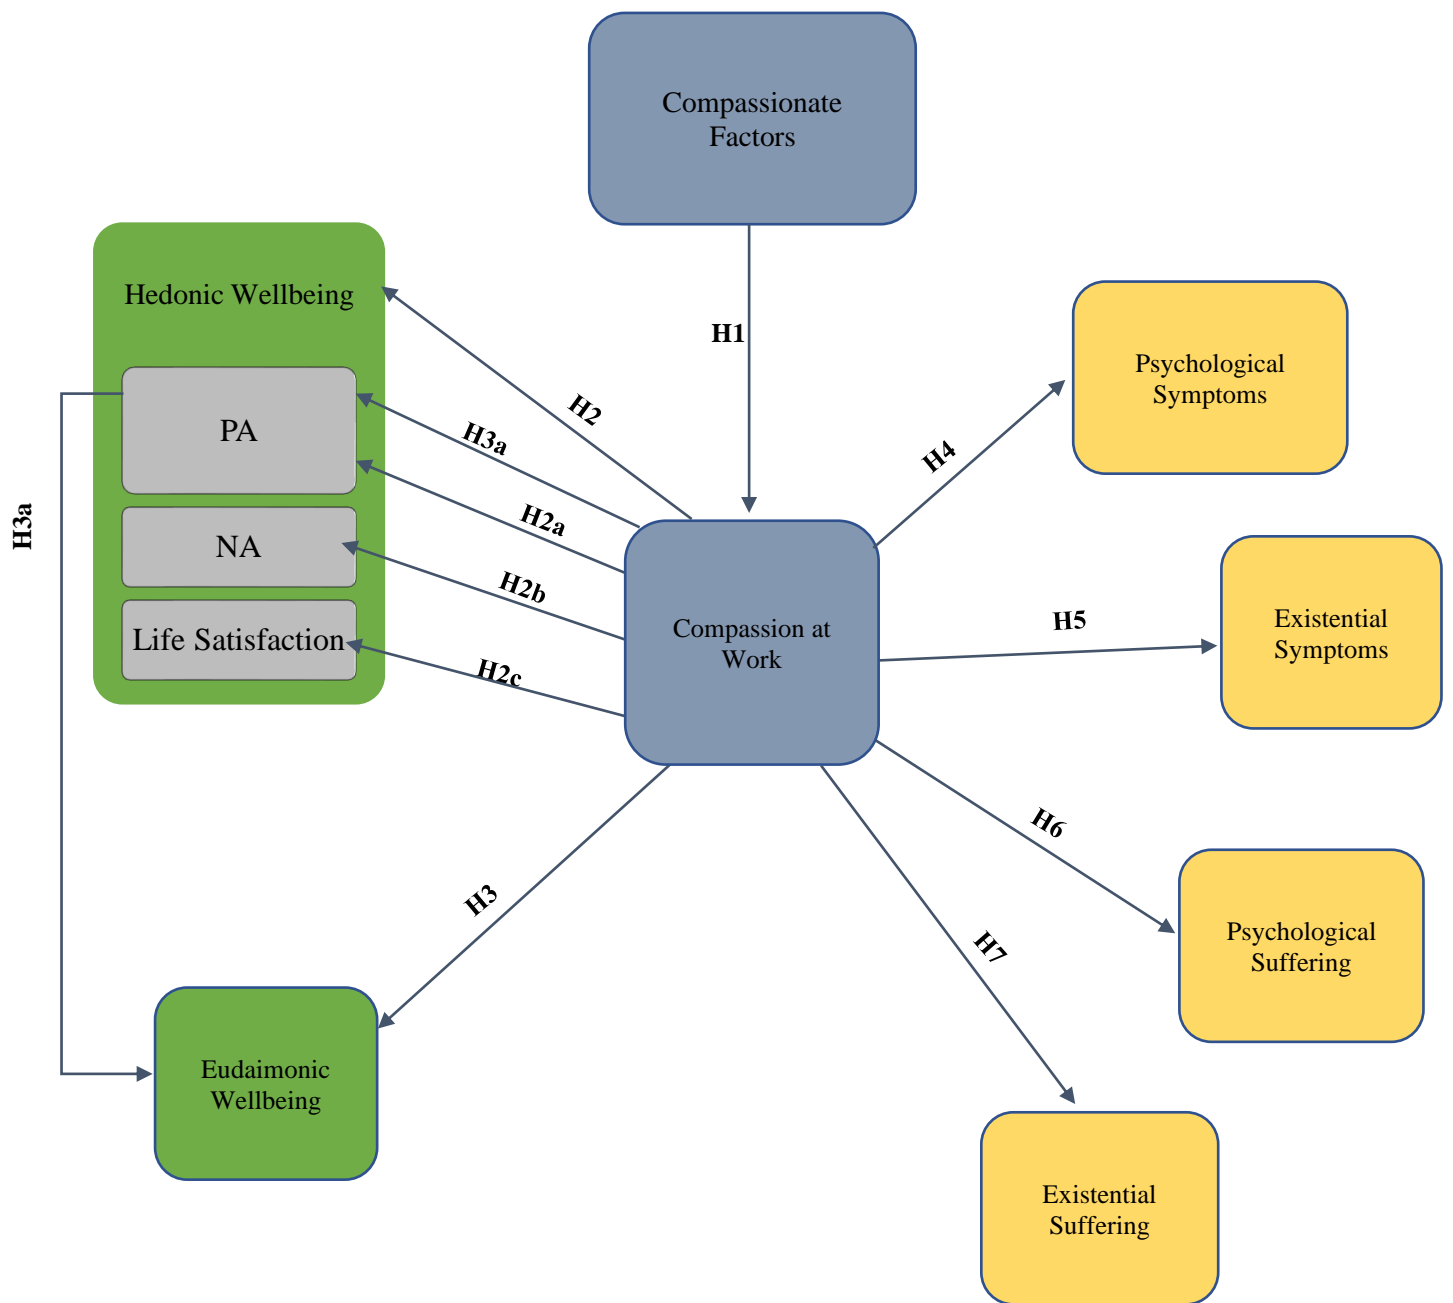 Compassionate
Factors
Hedonic Wellbeing
H1
Psychological
Symptoms
H2
PA
H3a
H4
H3a
H2a
NA
H2b
Life Satisfaction
H2c
Compassion at
Work
H5
Existential
Symptoms
H6
H3
H7
Psychological
Suffering
Eudaimonic
Wellbeing
Existential
Suffering